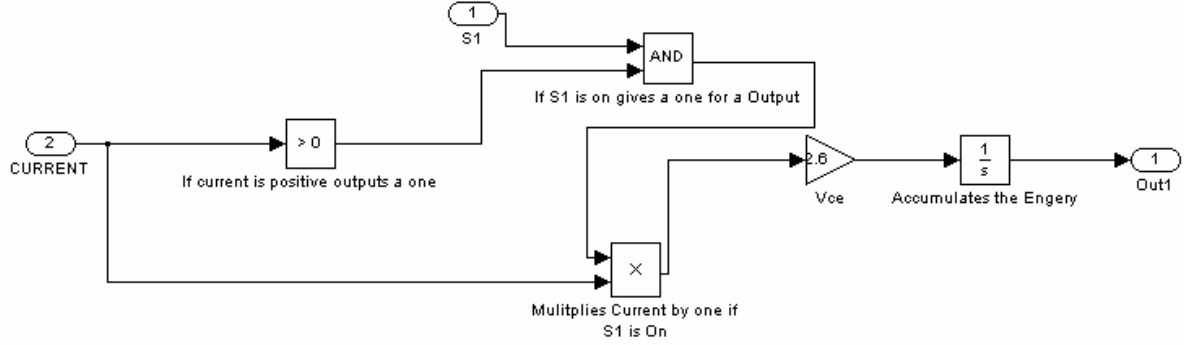 1
S1
AND
If S1 is on gives a one for a Output
2
CURRENT
> 0
If current is positive outputs a one
2.6
Vce
1
s
Accumulates the Engery
1
Out1
×
Mulitplies Current by one if
S1 is On